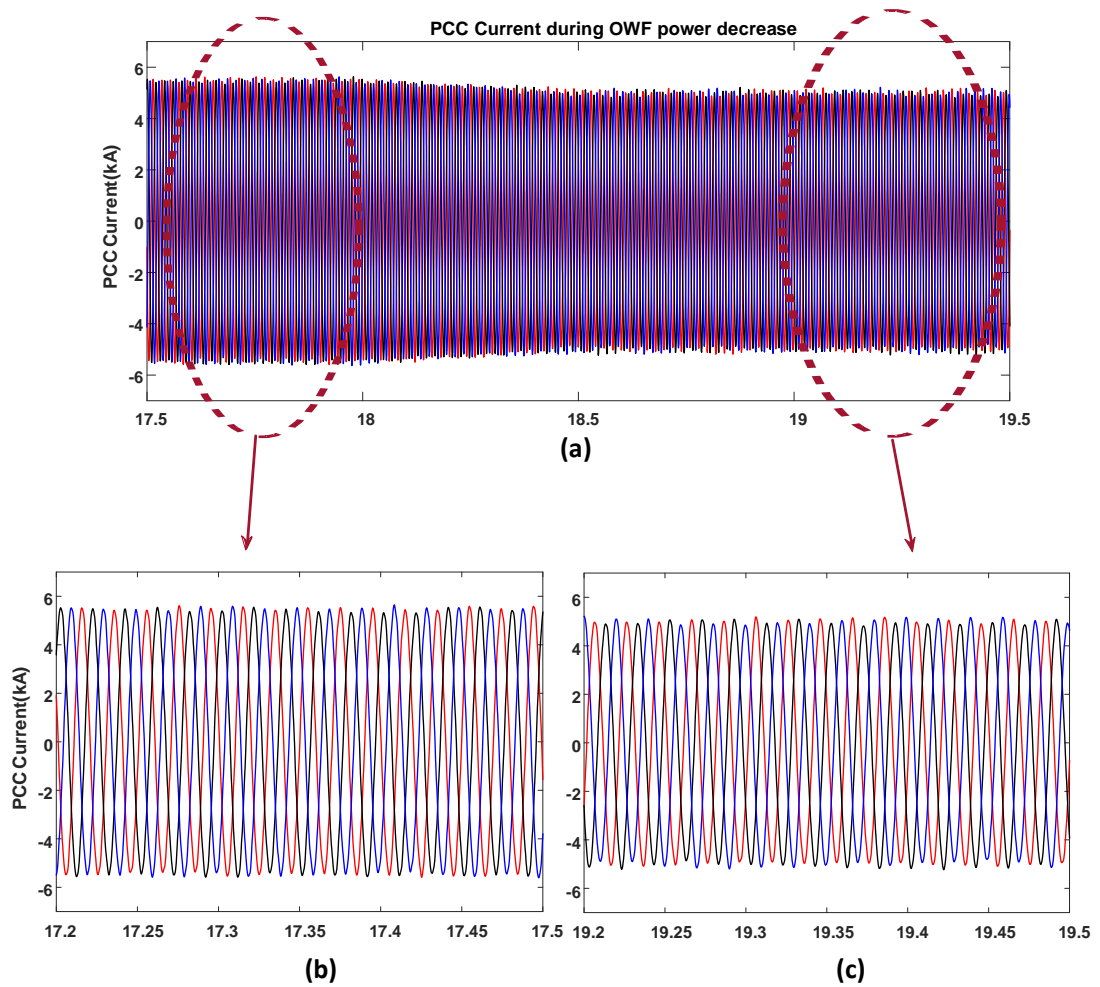 PCC Current during OWF power decrease
PCC Current(kA)
6
4
2
0
-2
-4
-6
17.5 18 18.5 19 19.5
(a)
PCC Current(kA)
6
4
2
0
-2
-4
-6
17.2 17.25 17.3 17.35 17.4 17.45 17.5
(b)
6
4
2
0
-2
-4
-6
19.2 19.25 19.3 19.35 19.4 19.45 19.5
(c)